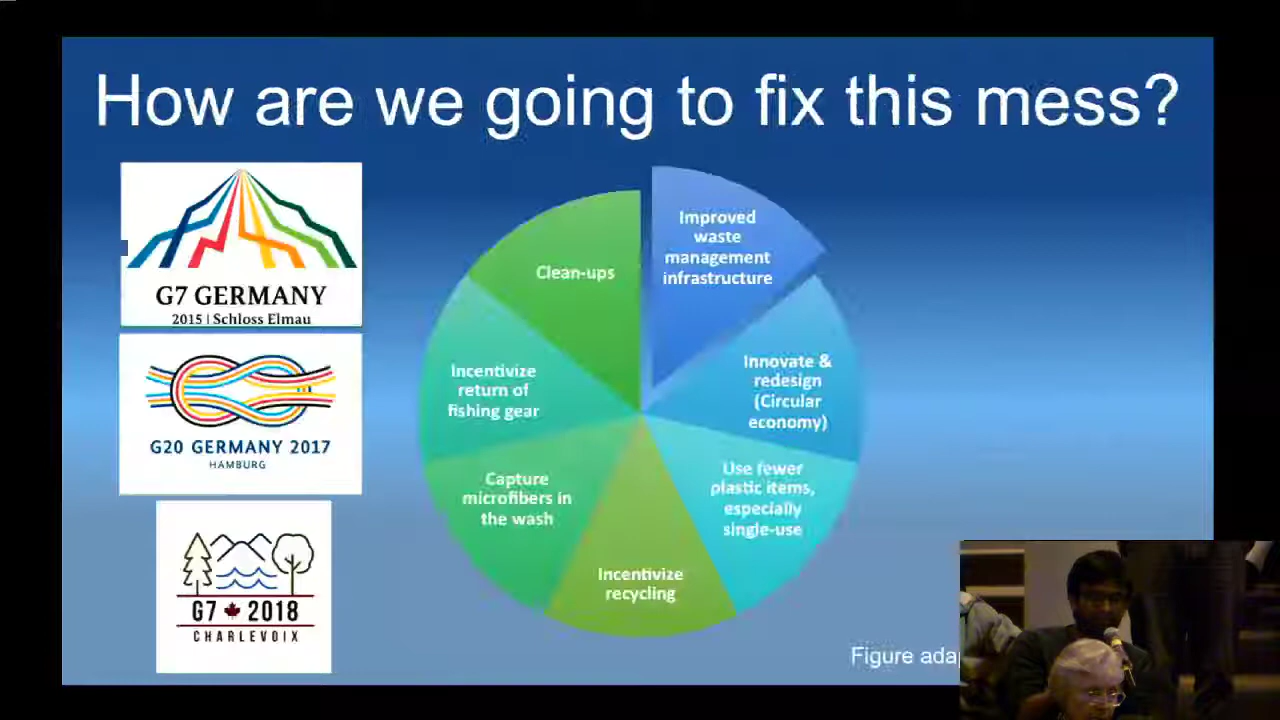 How are we going to fix this mess?
G7 GERMANY
2015 | Schloss Elmau
G20 GERMANY 2017
HAMBURG
G7 2018
CHARLEVOIX
Improved
waste
management
infrastructure
Innovate &
redesign
(Circular
economy)
Use fewer
plastic items,
especially
single-use
Incentivize
recycling
Capture
microfibers in
the wash
Incentivize
return of
fishing gear
Clean-ups
Figure